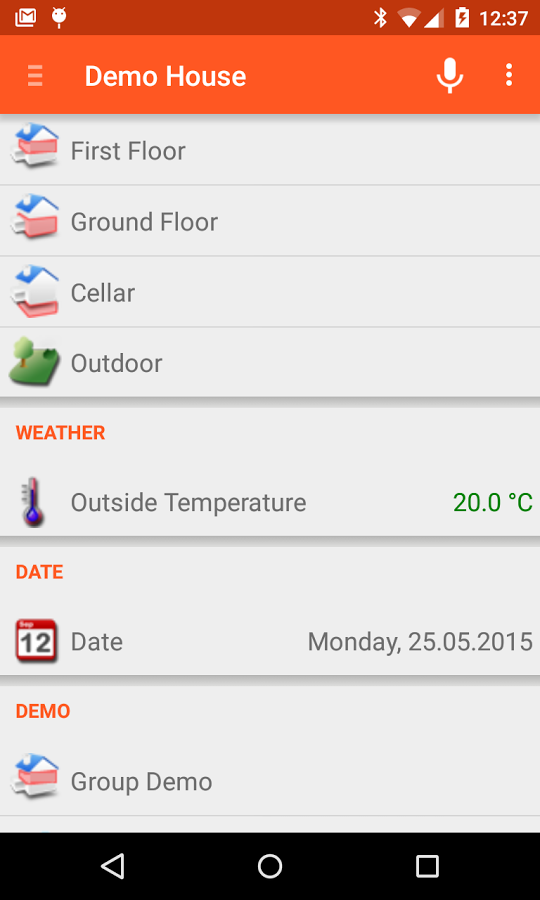 12:37
Demo House
First Floor
Ground Floor
Cellar
Outdoor
WEATHER
Outside Temperature 20.0 °C
DATE
Sep
12
Date Monday, 25.05.2015
DEMO
Group Demo